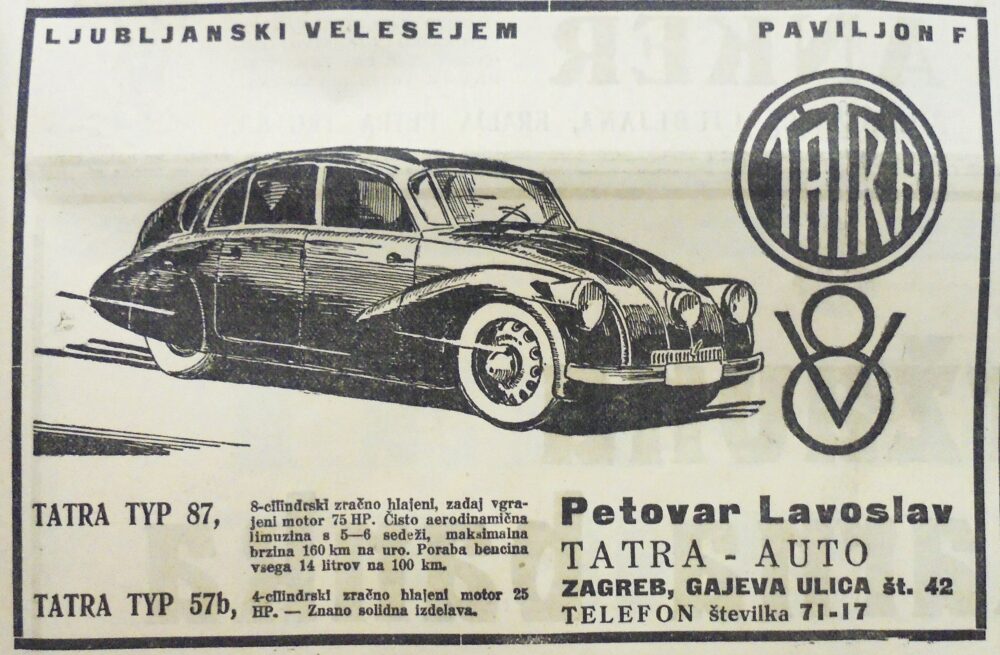 LJUBLJANSKI VELESEJEM PAVILJON F
TATRA
V8
TATRA TYP 87,
8-cilindrski zračno hlajeni, zadaj vgra-
jeni motor 75 HP. Čisto aerodinamična
limuzina s 5—6 sedeži, maksimalna
brzina 160 km na uro. Poraba bencina
vsega 14 litrov na 100 km.
TATRA TYP 57b,
4-cilindrski zračno hlajeni motor 25
HP. — Znano solidna izdelava.
Petovar Lavoslav
TATRA - AUTO
ZAGREB, GAJEVA ULICA št. 42
TELEFON številka 71-17